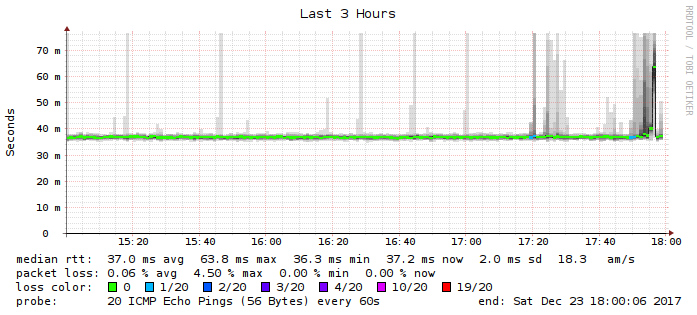 Last 3 Hours
RRDTOOL / TOBI OETIKER
Seconds
70 m
60 m
50 m
40 m
30 m
20 m
10 m
0
15:20 15:40 16:00 16:20 16:40 17:00 17:20 17:40 18:00
median rtt: 37.0 ms avg 63.8 ms max 36.3 ms min 37.2 ms now 2.0 ms sd 18.3 am/s
packet loss: 0.06 % avg 4.50 % max 0.00 % min 0.00 % now
loss color: 0 1/20 2/20 3/20 4/20 10/20 19/20
probe: 20 ICMP Echo Pings (56 Bytes) every 60s end: Sat Dec 23 18:00:06 2017